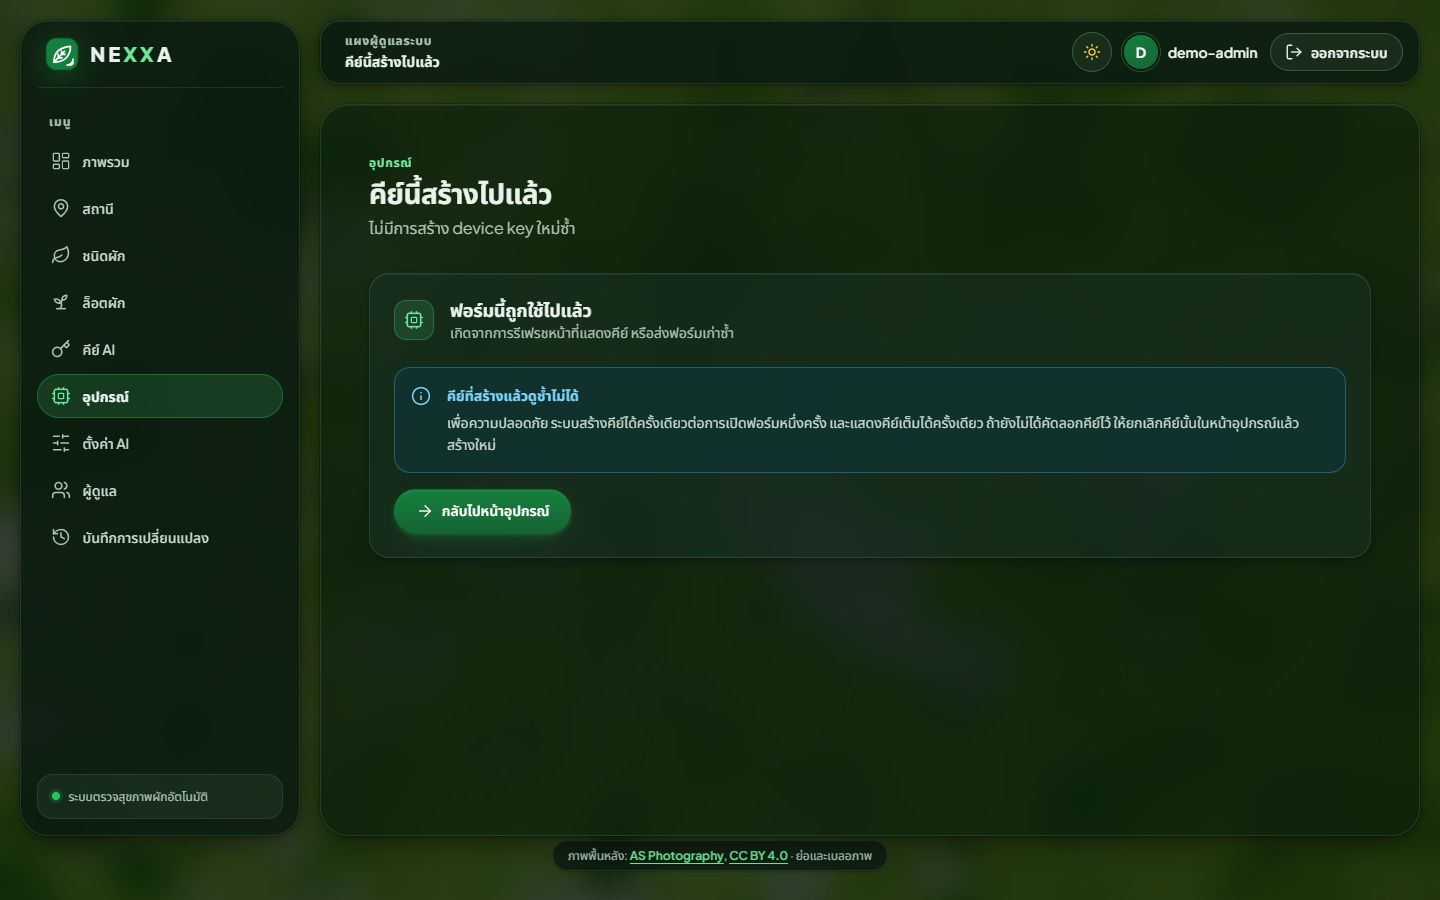 NEXXA
เมนู
ภาพรวม
สถานี
ชนิดผัก
ล็อตผัก
คีย์ AI
อุปกรณ์
ตั้งค่า AI
ผู้ดูแล
บันทึกการเปลี่ยนแปลง
ระบบตรวจสุขภาพผักอัตโนมัติ
แผงผู้ดูแลระบบ
คีย์นี้สร้างไปแล้ว
D demo-admin ออกจากระบบ
อุปกรณ์
คีย์นี้สร้างไปแล้ว
ไม่มีการสร้าง device key ใหม่ซ้ำ
ฟอร์มนี้ถูกใช้ไปแล้ว
เกิดจากการรีเฟรชหน้าที่แสดงคีย์ หรือส่งฟอร์มเก่าซ้ำ
คีย์ที่สร้างแล้วดูซ้ำไม่ได้
เพื่อความปลอดภัย ระบบสร้างคีย์ได้ครั้งเดียวต่อการเปิดฟอร์มหนึ่งครั้ง และแสดงคีย์เต็มได้ครั้งเดียว ถ้ายังไม่ได้คัดลอกคีย์ไว้ ให้ยกเลิกคีย์นั้นในหน้าอุปกรณ์แล้ว
สร้างใหม่
กลับไปหน้าอุปกรณ์
ภาพพื้นหลัง: AS Photography, CC BY 4.0 · ย่อและเบลอภาพ